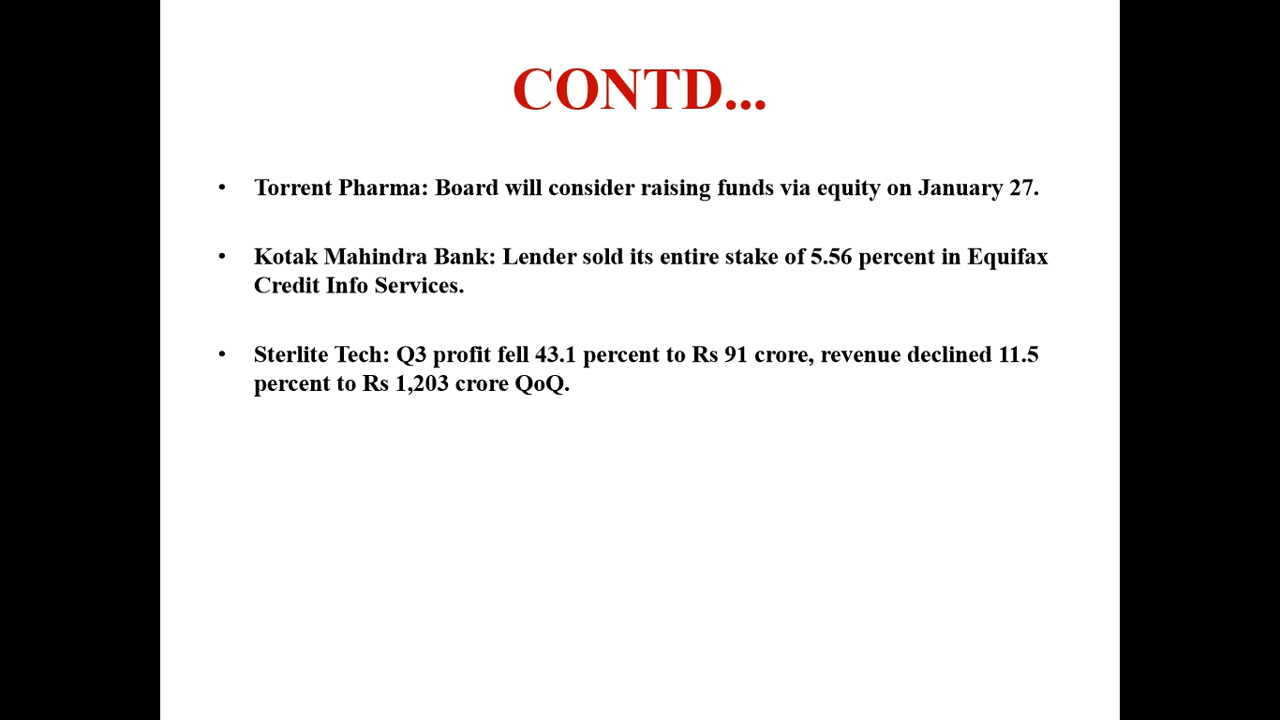 CONTD...
• Torrent Pharma: Board will consider raising funds via equity on January 27.
• Kotak Mahindra Bank: Lender sold its entire stake of 5.56 percent in Equifax
Credit Info Services.
• Sterlite Tech: Q3 profit fell 43.1 percent to Rs 91 crore, revenue declined 11.5
percent to Rs 1,203 crore QoQ.